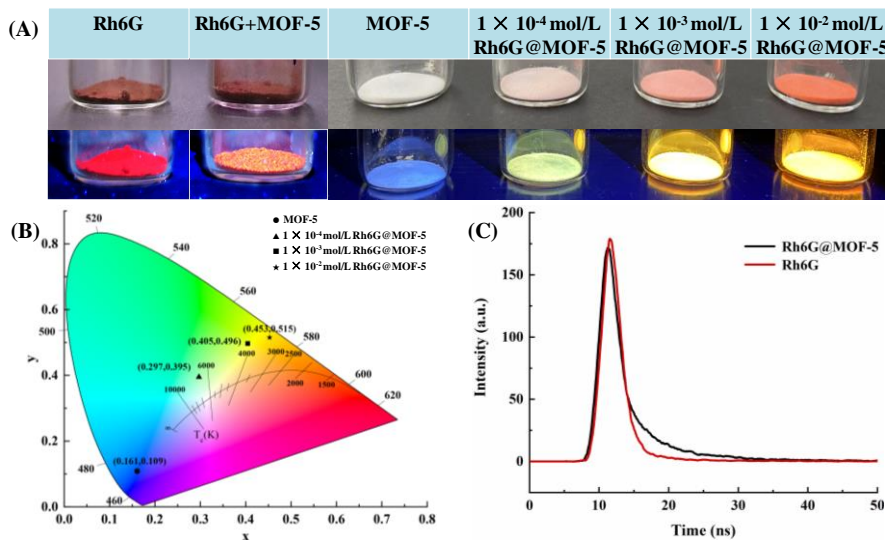 (A)
Rh6G
Rh6G+MOF-5
MOF-5
1 × 10⁻⁴ mol/L
Rh6G@MOF-5
1 × 10⁻³ mol/L
Rh6G@MOF-5
1 × 10⁻² mol/L
Rh6G@MOF-5
(B)
● MOF-5
▲ 1 × 10⁻⁴ mol/L Rh6G@MOF-5
■ 1 × 10⁻³ mol/L Rh6G@MOF-5
★ 1 × 10⁻² mol/L Rh6G@MOF-5
520
540
560
580
600
620
500
480
460
(0.453,0.515)
(0.405,0.496)
(0.297,0.395)
(0.161,0.109)
10000
6000
4000
3000
2500
2000
1500
∞
Tc(K)
y
0.8
0.6
0.4
0.2
0.0
0.0 0.1 0.2 0.3 0.4 0.5 0.6 0.7 0.8
x
(C)
Rh6G@MOF-5
Rh6G
Intensity (a.u.)
200
150
100
50
0
0 10 20 30 40 50
Time (ns)